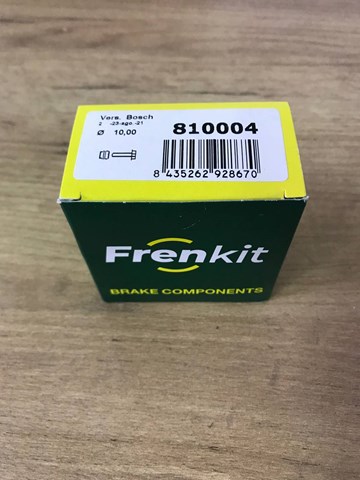 Vers. Bosch
2 -23-ago.-21
Ø 10,00
810004
8 435262 928670
Frenkit
BRAKE COMPONENTS